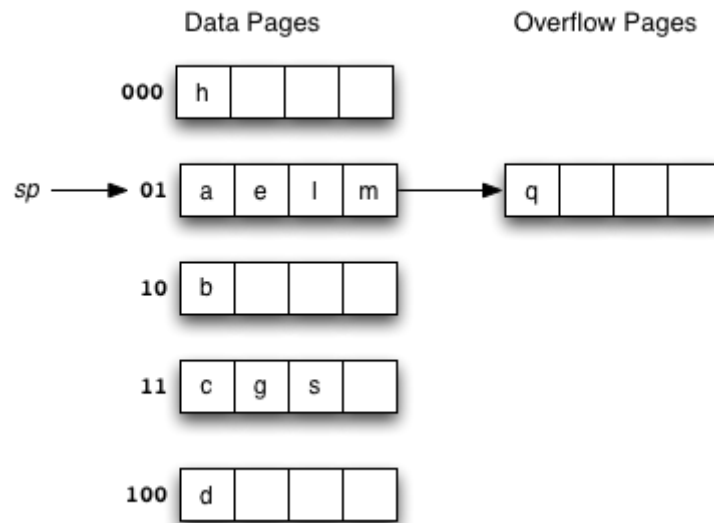 Data Pages Overflow Pages
000 h
sp 01 a e l m q
10 b
11 c g s
100 d